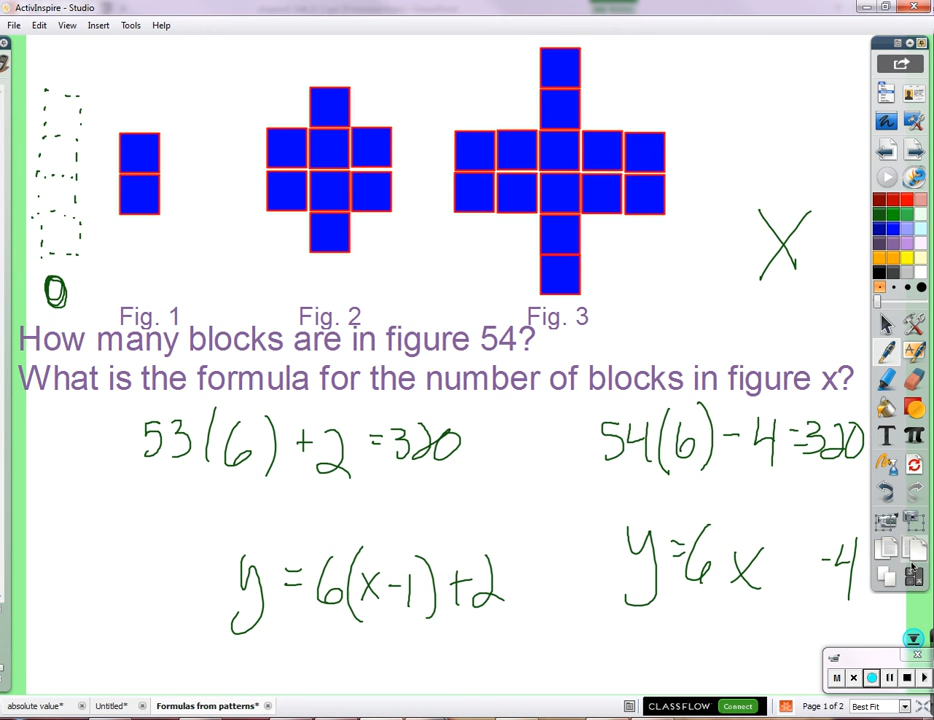 ActivInspire - Studio
File Edit View Insert Tools Help
0
X
Fig. 1 Fig. 2 Fig. 3
How many blocks are in figure 54?
What is the formula for the number of blocks in figure x?
53(6) + 2 = 320 54(6) - 4 = 320
y = 6(x-1) + 2 y = 6x -4
M
absolute value* Untitled* Formulas from patterns* CLASSFLOW Connect Page 1 of 2 Best Fit